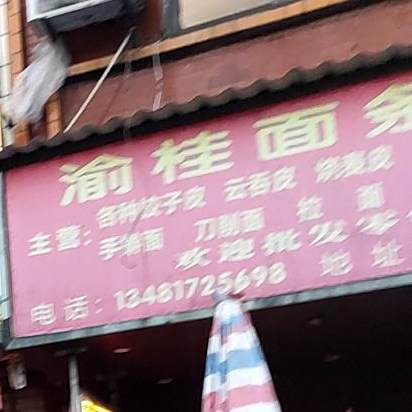 渝桂面条
主营：各种饺子皮 云吞皮 烧麦皮
手擀面 刀削面 拉面
欢迎批发零
电话：13481725698 地址